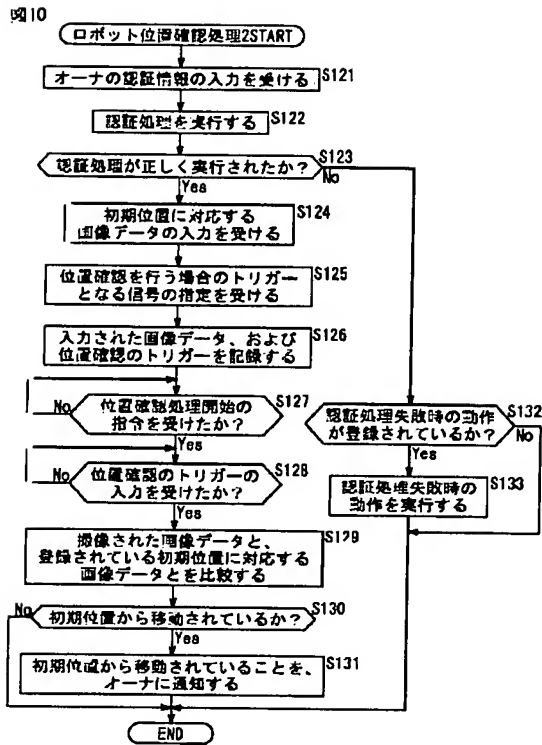 図10
ロボット位置確認処理2START
オーナの認証情報の入力を受ける
S121
認証処理を実行する
S122
認証処理が正しく実行されたか？
S123
No
Yes
初期位置に対応する
画像データの入力を受ける
S124
位置確認を行う場合のトリガー
となる信号の指定を受ける
S125
入力された画像データ、および
位置確認のトリガーを記録する
S126
No
位置確認処理開始の
指令を受けたか？
S127
Yes
No
位置確認のトリガーの
入力を受けたか？
S128
Yes
撮像された画像データと、
登録されている初期位置に対応する
画像データとを比較する
S129
No
初期位置から移動されているか？
S130
Yes
初期位置から移動されていることを、
オーナに通知する
S131
認証処理失敗時の動作
が登録されているか？
S132
No
Yes
認証処理失敗時の
動作を実行する
S133
END